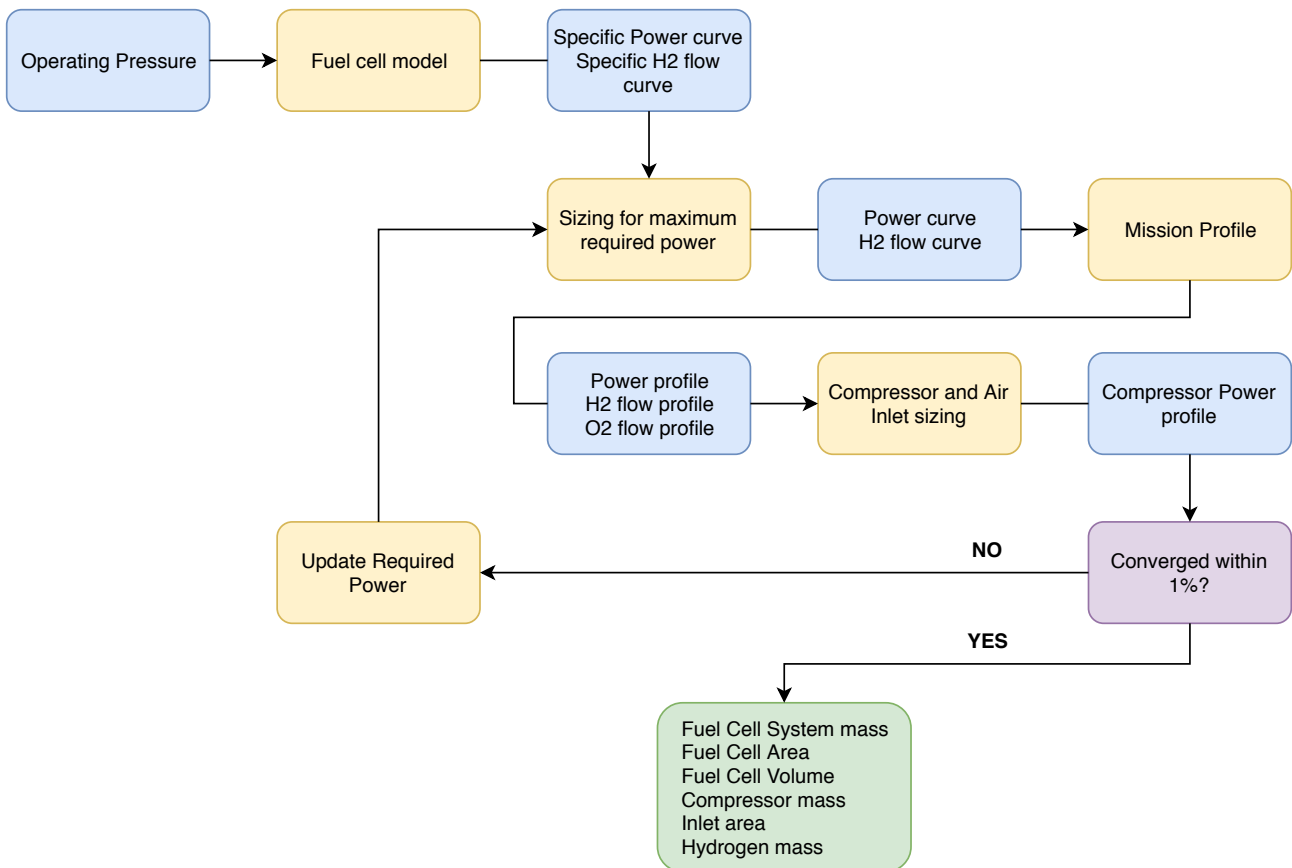 Operating Pressure
Fuel cell model
Specific Power curve
Specific H2 flow
curve
Sizing for maximum
required power
Power curve
H2 flow curve
Mission Profile
Power profile
H2 flow profile
O2 flow profile
Compressor and Air
Inlet sizing
Compressor Power
profile
Update Required
Power
NO
Converged within
1%?
YES
Fuel Cell System mass
Fuel Cell Area
Fuel Cell Volume
Compressor mass
Inlet area
Hydrogen mass